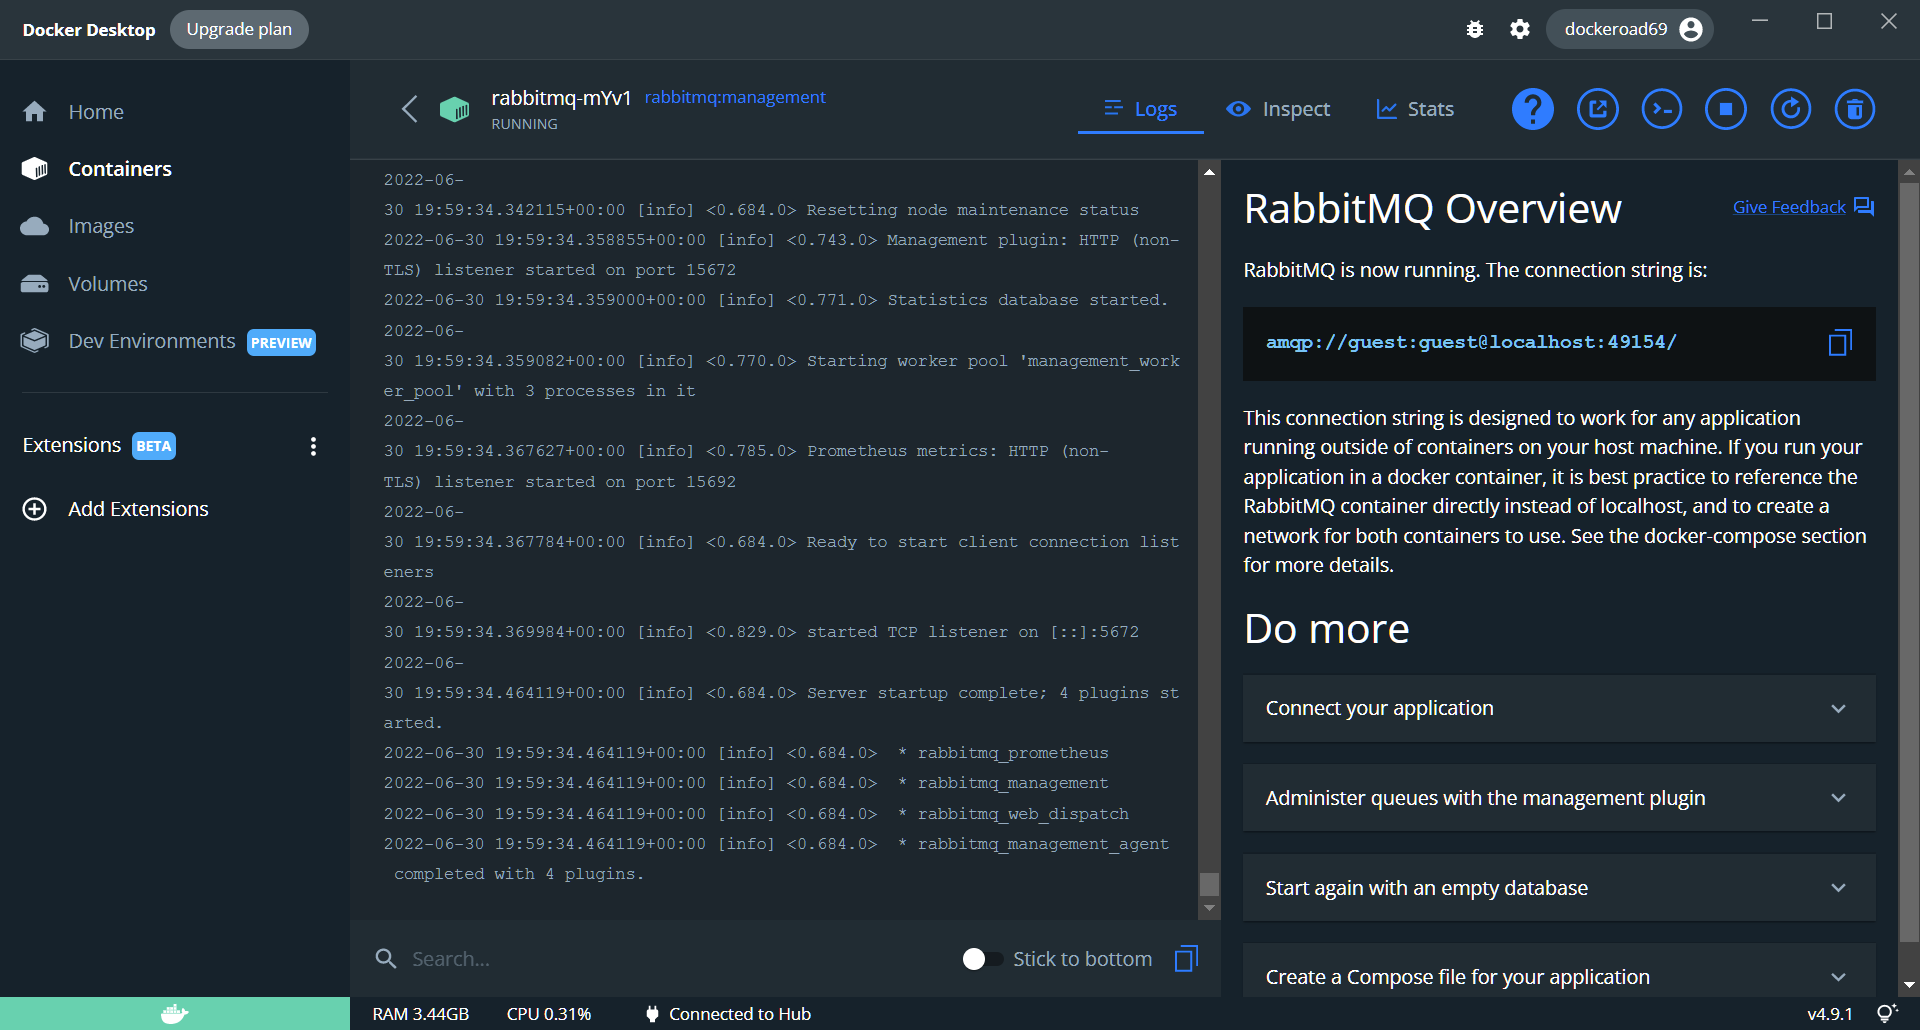 Docker Desktop Upgrade plan dockeroad69
Home
Containers
Images
Volumes
Dev Environments PREVIEW
Extensions BETA
Add Extensions
rabbitmq-mYv1 rabbitmq:management
RUNNING
Logs Inspect Stats
2022-06-
30 19:59:34.342115+00:00 [info] <0.684.0> Resetting node maintenance status
2022-06-30 19:59:34.358855+00:00 [info] <0.743.0> Management plugin: HTTP (non-
TLS) listener started on port 15672
2022-06-30 19:59:34.359000+00:00 [info] <0.771.0> Statistics database started.
2022-06-
30 19:59:34.359082+00:00 [info] <0.770.0> Starting worker pool 'management_work
er_pool' with 3 processes in it
2022-06-
30 19:59:34.367627+00:00 [info] <0.785.0> Prometheus metrics: HTTP (non-
TLS) listener started on port 15692
2022-06-
30 19:59:34.367784+00:00 [info] <0.684.0> Ready to start client connection list
eners
2022-06-
30 19:59:34.369984+00:00 [info] <0.829.0> started TCP listener on [::]:5672
2022-06-
30 19:59:34.464119+00:00 [info] <0.684.0> Server startup complete; 4 plugins st
arted.
2022-06-30 19:59:34.464119+00:00 [info] <0.684.0>  * rabbitmq_prometheus
2022-06-30 19:59:34.464119+00:00 [info] <0.684.0>  * rabbitmq_management
2022-06-30 19:59:34.464119+00:00 [info] <0.684.0>  * rabbitmq_web_dispatch
2022-06-30 19:59:34.464119+00:00 [info] <0.684.0>  * rabbitmq_management_agent
completed with 4 plugins.
Search...
Stick to bottom
RabbitMQ Overview
Give Feedback
RabbitMQ is now running. The connection string is:
amqp://guest:guest@localhost:49154/
This connection string is designed to work for any application
running outside of containers on your host machine. If you run your
application in a docker container, it is best practice to reference the
RabbitMQ container directly instead of localhost, and to create a
network for both containers to use. See the docker-compose section
for more details.
Do more
Connect your application
Administer queues with the management plugin
Start again with an empty database
Create a Compose file for your application
RAM 3.44GB CPU 0.31% Connected to Hub v4.9.1